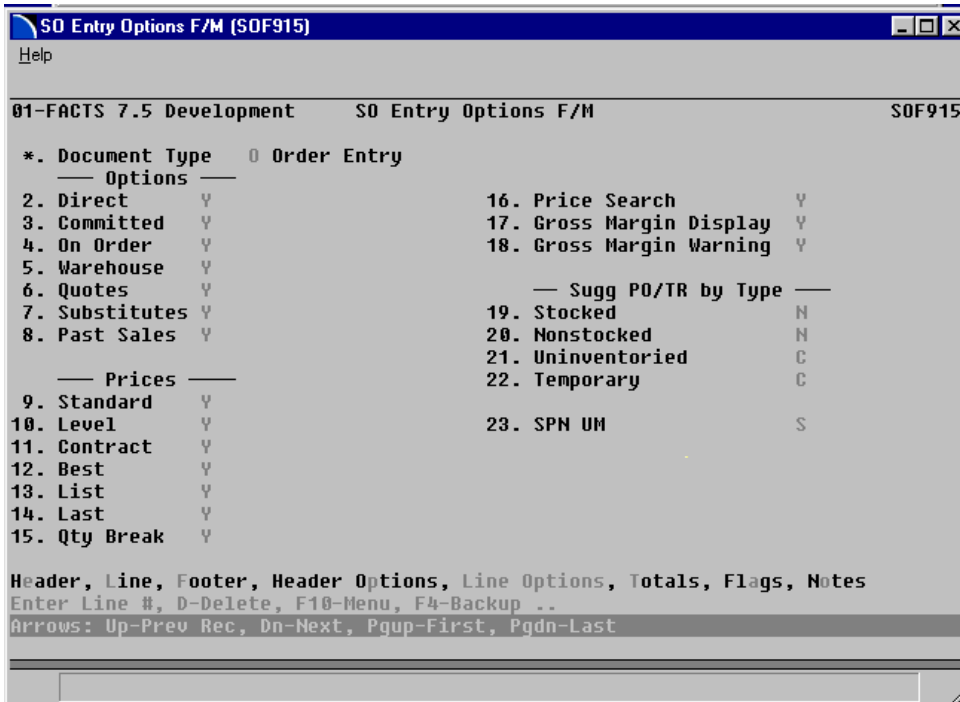 SO Entry Options F/M (SOF915)
Help
01-FACTS 7.5 Development SO Entry Options F/M SOF915
*. Document Type O Order Entry
Options
2. Direct Y 16. Price Search Y
3. Committed Y 17. Gross Margin Display Y
4. On Order Y 18. Gross Margin Warning Y
5. Warehouse Y
6. Quotes Y Sugg PO/TR by Type
7. Substitutes Y 19. Stocked N
8. Past Sales Y 20. Nonstocked N
21. Uninventoried C
Prices 22. Temporary C
9. Standard Y
10. Level Y 23. SPN UM S
11. Contract Y
12. Best Y
13. List Y
14. Last Y
15. Qty Break Y
Header, Line, Footer, Header Options, Line Options, Totals, Flags, Notes
Enter Line #, D-Delete, F10-Menu, F4-Backup ..
Arrows: Up-Prev Rec, Dn-Next, Pgup-First, Pgdn-Last